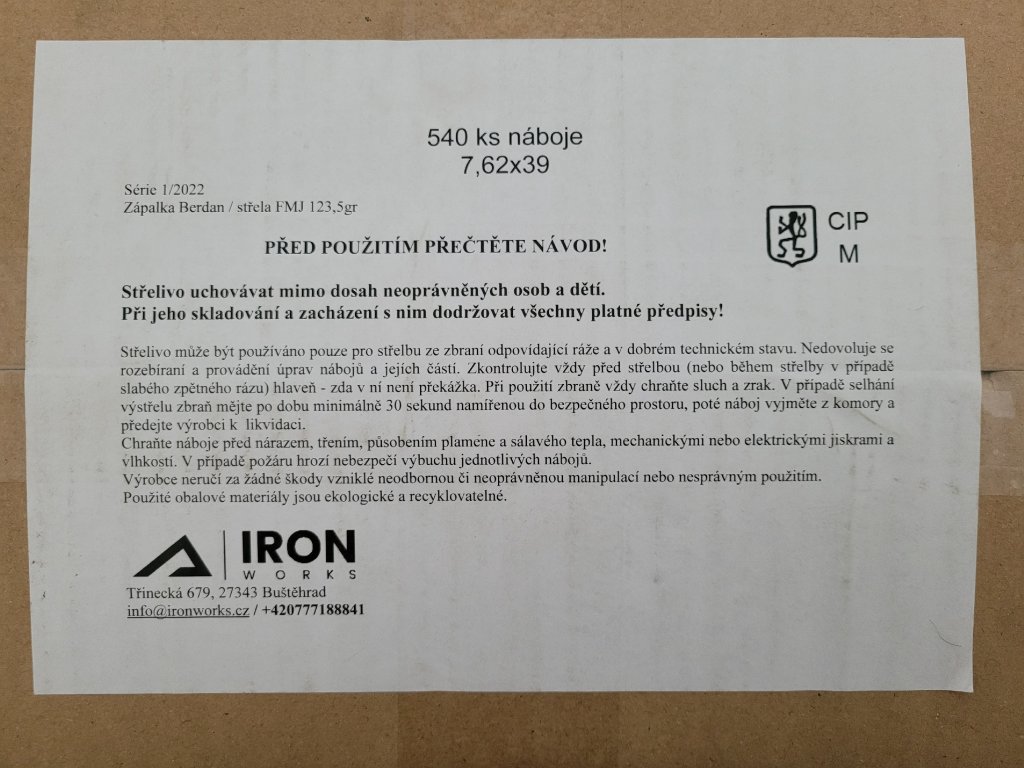 540 ks náboje
7,62x39
Série 1/2022
Zápalka Berdan / střela FMJ 123,5gr
CIP
M
PŘED POUŽITÍM PŘEČTĚTE NÁVOD!
Střelivo uchovávat mimo dosah neoprávněných osob a dětí.
Při jeho skladování a zacházení s nim dodržovat všechny platné předpisy!
Střelivo může být používáno pouze pro střelbu ze zbraní odpovídající ráže a v dobrém technickém stavu. Nedovoluje se
rozebíraní a provádění úprav nábojů a jejích částí. Zkontrolujte vždy před střelbou (nebo během střelby v případě
slabého zpětného rázu) hlaveň - zda v ní není překážka. Při použití zbraně vždy chraňte sluch a zrak. V případě selhání
výstřelu zbraň mějte po dobu minimálně 30 sekund namířenou do bezpečného prostoru, poté náboj vyjměte z komory a
předejte výrobci k likvidaci.
Chraňte náboje před nárazem, třením, působením plamene a sálavého tepla, mechanickými nebo elektrickými jiskrami a
vlhkostí. V případě požáru hrozí nebezpečí výbuchu jednotlivých nábojů.
Výrobce neručí za žádné škody vzniklé neodbornou či neoprávněnou manipulací nebo nesprávným použitím.
Použité obalové materiály jsou ekologické a recyklovatelné.
IRON
WORKS
Třinecká 679, 27343 Buštěhrad
info@ironworks.cz / +420777188841